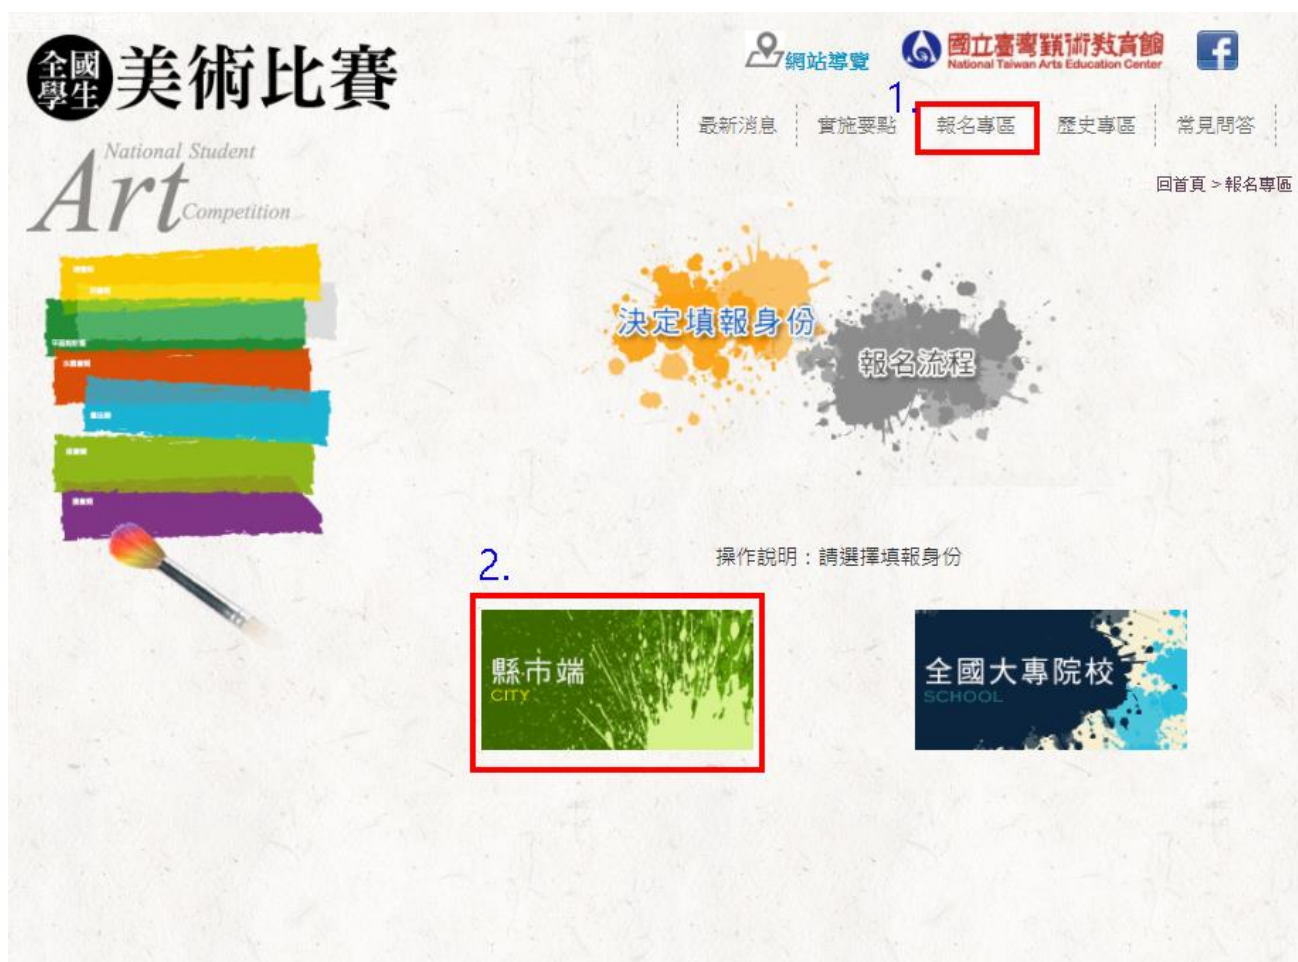 全國學生美術比賽
National Student
Art Competition
網站導覽
國立臺灣藝術教育館
National Taiwan Arts Education Center
f
1.
最新消息
實施要點
報名專區
歷史專區
常見問答
回首頁 > 報名專區
決定填報身份
報名流程
2.
操作說明：請選擇填報身份
縣市端
CITY
全國大專院校
SCHOOL